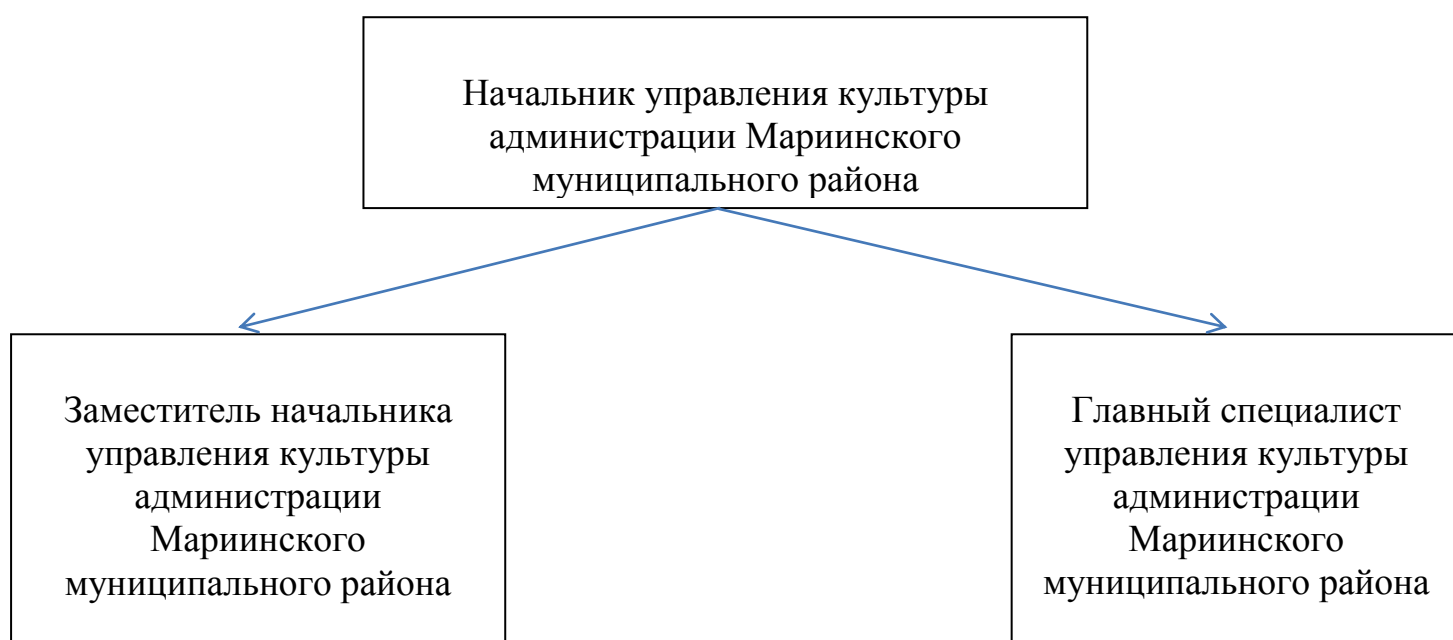 Начальник управления культуры
администрации Мариинского
муниципального района
Заместитель начальника
управления культуры
администрации
Мариинского
муниципального района
Главный специалист
управления культуры
администрации
Мариинского
муниципального района